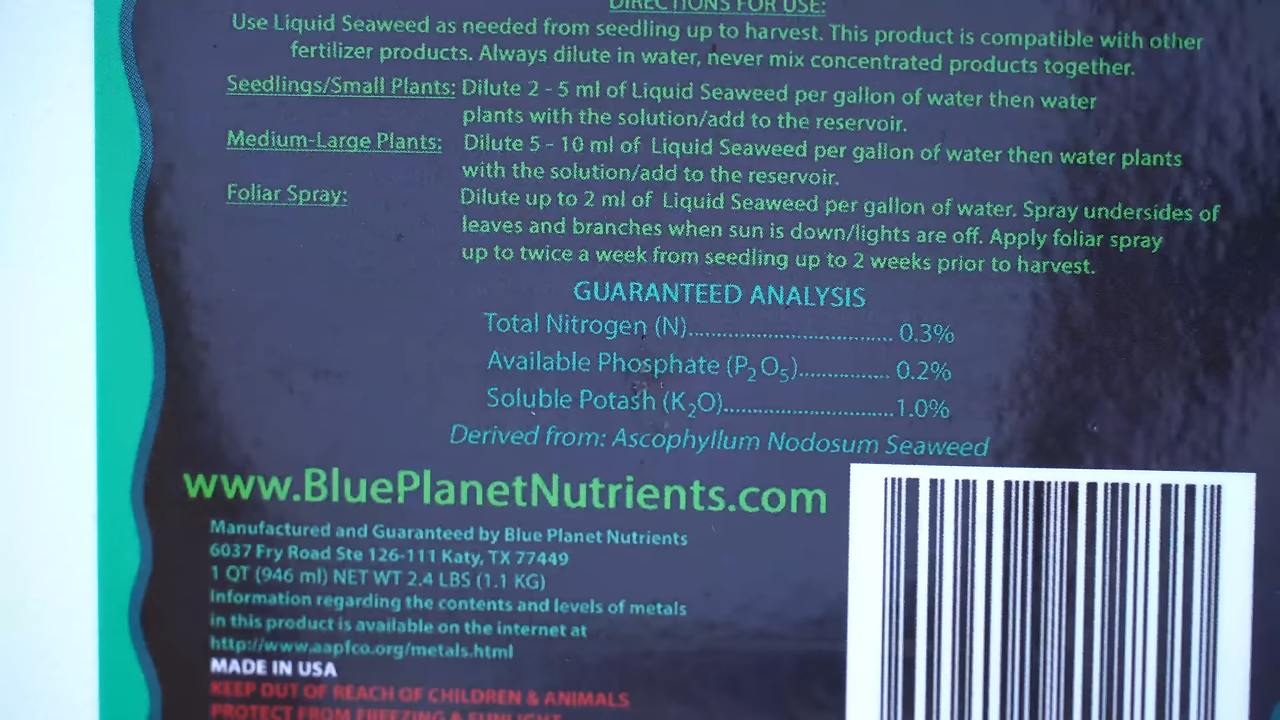 DIRECTIONS FOR USE:
Use Liquid Seaweed as needed from seedling up to harvest. This product is compatible with other
fertilizer products. Always dilute in water, never mix concentrated products together.
Seedlings/Small Plants: Dilute 2 - 5 ml of Liquid Seaweed per gallon of water then water
plants with the solution/add to the reservoir.
Medium-Large Plants: Dilute 5 - 10 ml of Liquid Seaweed per gallon of water then water plants
with the solution/add to the reservoir.
Foliar Spray: Dilute up to 2 ml of Liquid Seaweed per gallon of water. Spray undersides of
leaves and branches when sun is down/lights are off. Apply foliar spray
up to twice a week from seedling up to 2 weeks prior to harvest.
GUARANTEED ANALYSIS
Total Nitrogen (N)................................... 0.3%
Available Phosphate (P₂O₅)................ 0.2%
Soluble Potash (K₂O).............................1.0%
Derived from: Ascophyllum Nodosum Seaweed
www.BluePlanetNutrients.com
Manufactured and Guaranteed by Blue Planet Nutrients
6037 Fry Road Ste 126-111 Katy, TX 77449
1 QT (946 ml) NET WT 2.4 LBS (1.1 KG)
Information regarding the contents and levels of metals
in this product is available on the internet at
http://www.aapfco.org/metals.html
MADE IN USA
KEEP OUT OF REACH OF CHILDREN & ANIMALS
PROTECT FROM FREEZING & SUNLIGHT